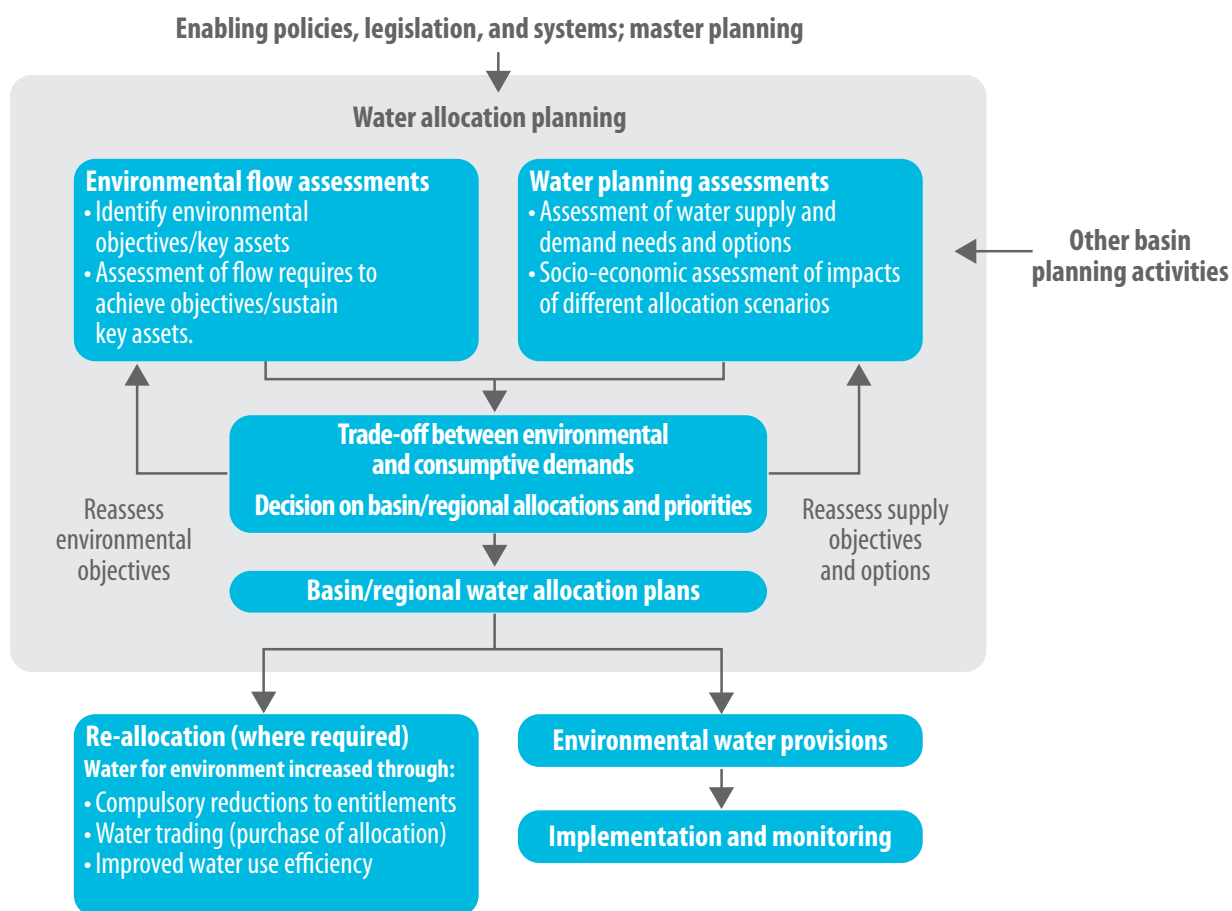 Enabling policies, legislation, and systems; master planning
Water allocation planning
Environmental flow assessments
• Identify environmental
objectives/key assets
• Assessment of flow requires to
achieve objectives/sustain
key assets.
Water planning assessments
• Assessment of water supply and
demand needs and options
• Socio-economic assessment of impacts
of different allocation scenarios
Other basin
planning activities
Trade-off between environmental
and consumptive demands
Decision on basin/regional allocations and priorities
Reassess
environmental
objectives
Reassess supply
objectives
and options
Basin/regional water allocation plans
Re-allocation (where required)
Water for environment increased through:
• Compulsory reductions to entitlements
• Water trading (purchase of allocation)
• Improved water use efficiency
Environmental water provisions
Implementation and monitoring